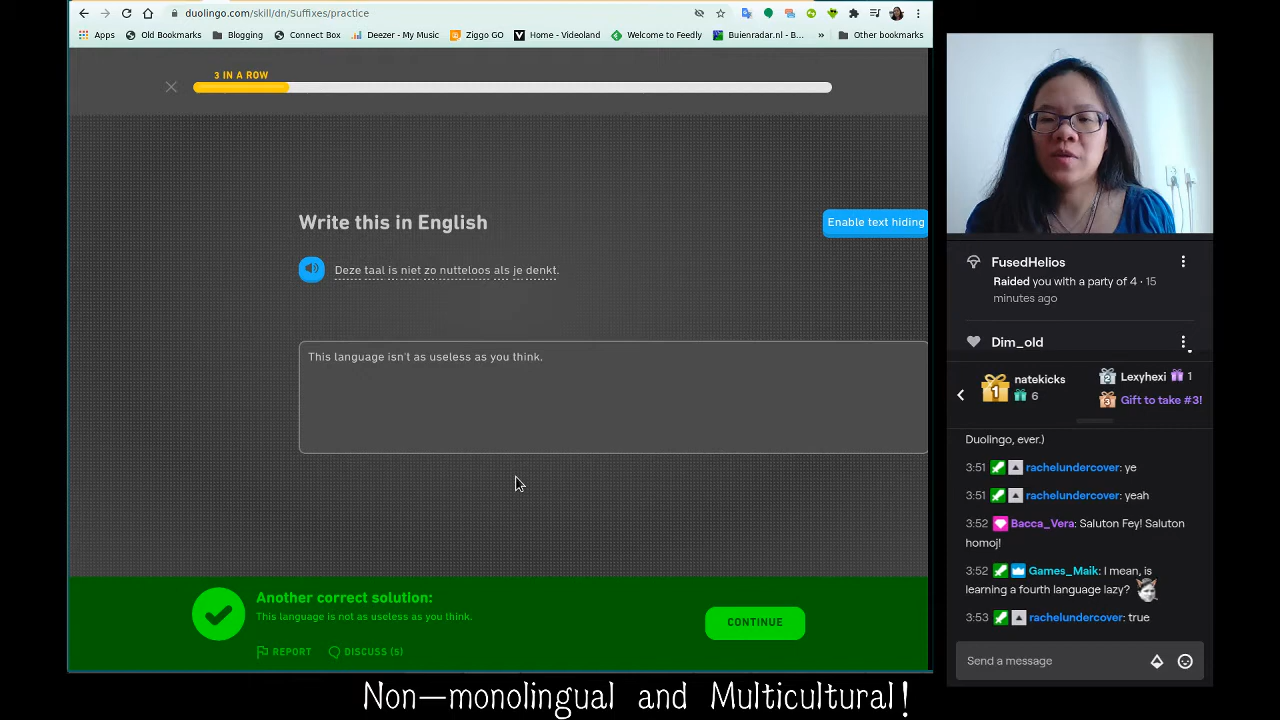 duolingo.com/skill/dn/Suffixes/practice
Apps Old Bookmarks Blogging Connect Box Deezer - My Music Ziggo GO Home - Videoland Welcome to Feedly Buienradar.nl - B... » Other bookmarks
3 IN A ROW
Write this in English
Enable text hiding
Deze taal is niet zo nutteloos als je denkt.
This language isn't as useless as you think.
Another correct solution:
This language is not as useless as you think.
CONTINUE
REPORT DISCUSS (5)
FusedHelios
Raided you with a party of 4 · 15
minutes ago
Dim_old
1 natekicks
6
2 Lexyhexi 1
3 Gift to take #3!
Duolingo, ever.)
3:51 rachelundercover: ye
3:51 rachelundercover: yeah
3:52 Bacca_Vera: Saluton Fey! Saluton
homoj!
3:52 Games_Maik: I mean, is
learning a fourth language lazy?
3:53 rachelundercover: true
Send a message
Non-monolingual and Multicultural!